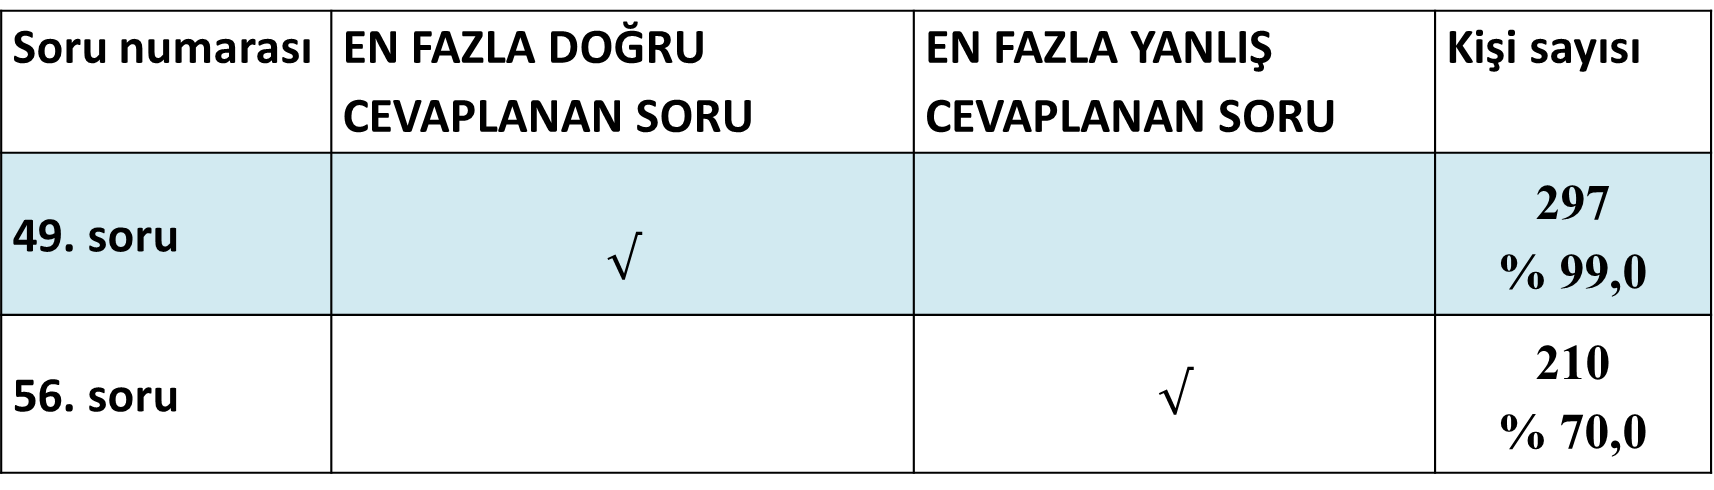 Soru numarası EN FAZLA DOĞRU EN FAZLA YANLIŞ Kişi sayısı
CEVAPLANAN SORU CEVAPLANAN SORU
297
49. soru √
% 99,0
210
56. soru √
% 70,0